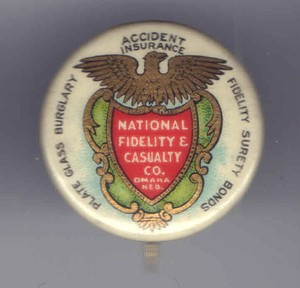 ACCIDENT
INSURANCE
PLATE GLASS BURGLARY
FIDELITY SURETY BONDS
NATIONAL
FIDELITY &
CASUALTY
CO.
OMAHA
NEB.